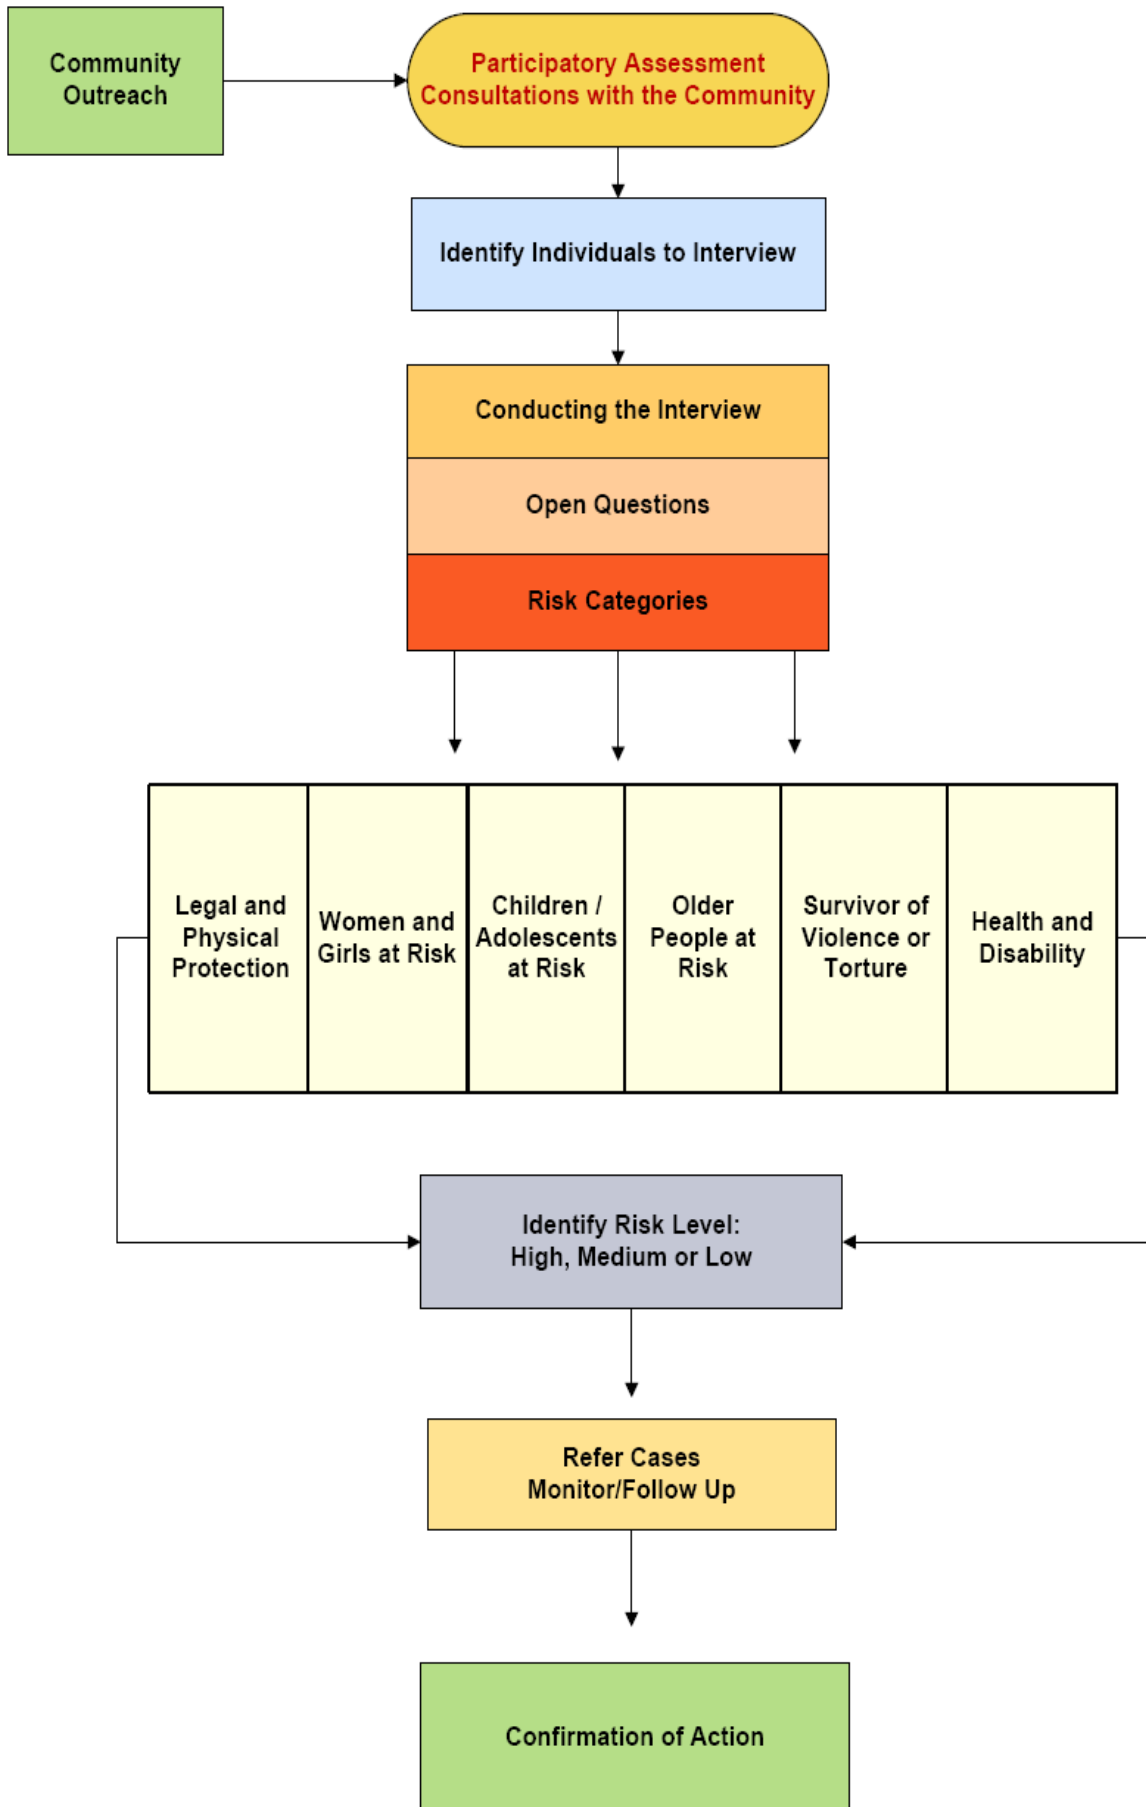 Community
Outreach
Participatory Assessment
Consultations with the Community
Identify Individuals to Interview
Conducting the Interview
Open Questions
Risk Categories
Legal and
Physical
Protection
Women and
Girls at Risk
Children /
Adolescents
at Risk
Older
People at
Risk
Survivor of
Violence or
Torture
Health and
Disability
Identify Risk Level:
High, Medium or Low
Refer Cases
Monitor/Follow Up
Confirmation of Action